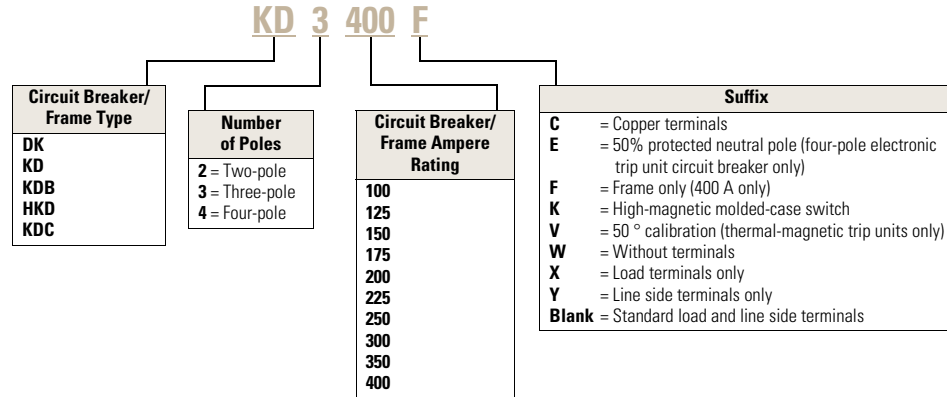 KD 3 400 F
Circuit Breaker/
Frame Type
DK
KD
KDB
HKD
KDC
Number
of Poles
2 = Two-pole
3 = Three-pole
4 = Four-pole
Circuit Breaker/
Frame Ampere
Rating
100
125
150
175
200
225
250
300
350
400
Suffix
C = Copper terminals
E = 50% protected neutral pole (four-pole electronic
trip unit circuit breaker only)
F = Frame only (400 A only)
K = High-magnetic molded-case switch
V = 50 ° calibration (thermal-magnetic trip units only)
W = Without terminals
X = Load terminals only
Y = Line side terminals only
Blank = Standard load and line side terminals